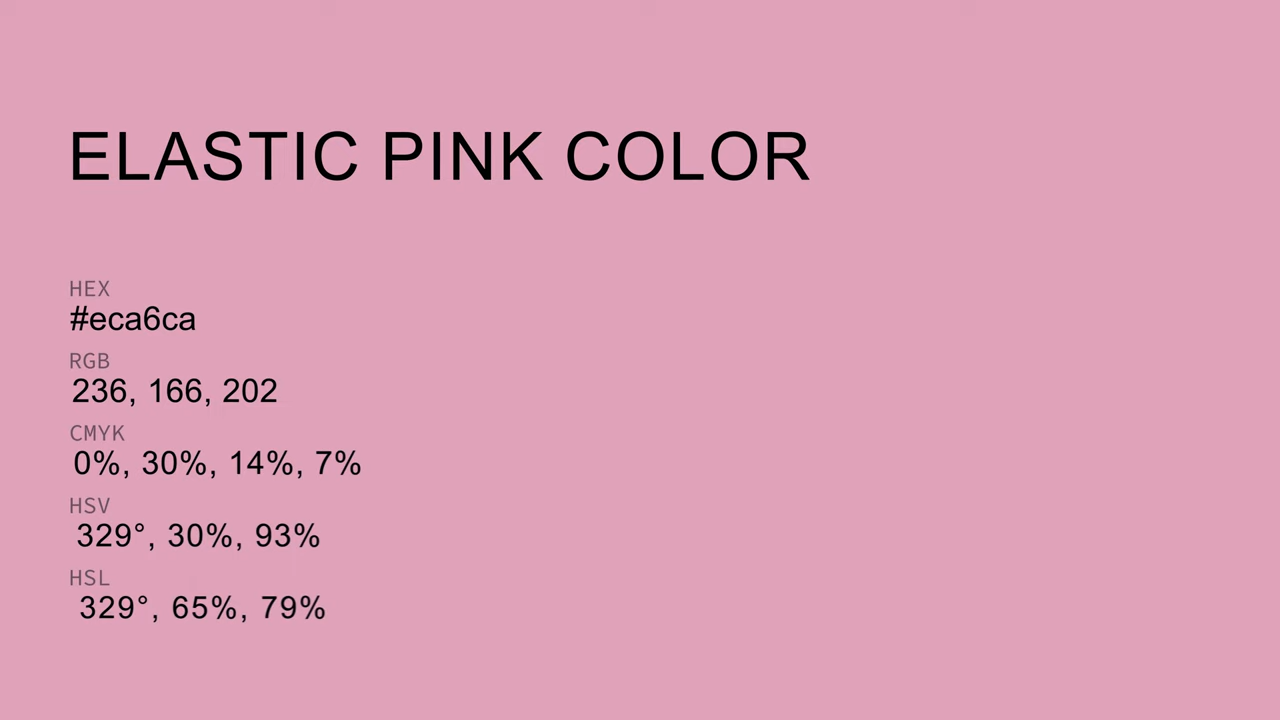 ELASTIC PINK COLOR
HEX
#eca6ca
RGB
236, 166, 202
CMYK
0%, 30%, 14%, 7%
HSV
329°, 30%, 93%
HSL
329°, 65%, 79%